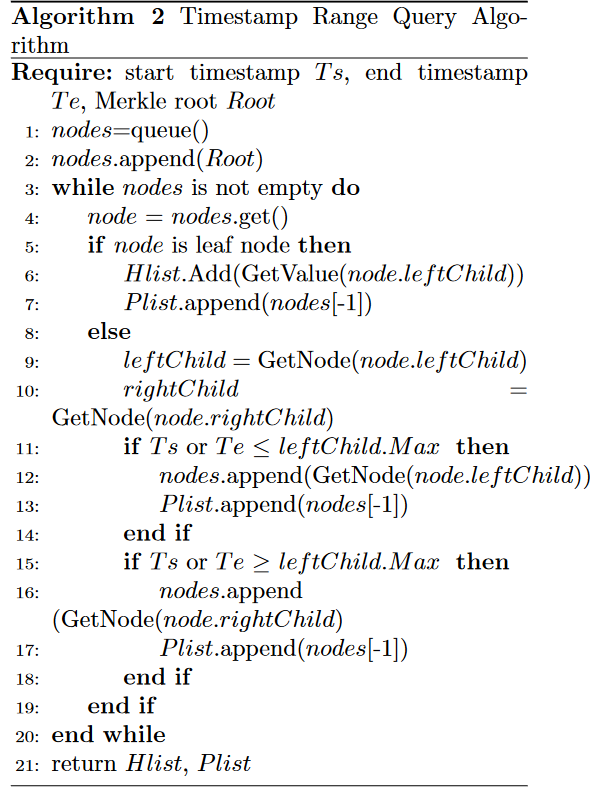 Algorithm 2 Timestamp Range Query Algo-
rithm
Require: start timestamp Ts, end timestamp
Te, Merkle root Root
1: nodes=queue()
2: nodes.append(Root)
3: while nodes is not empty do
4: node = nodes.get()
5: if node is leaf node then
6: Hlist.Add(GetValue(node.leftChild))
7: Plist.append(nodes[-1])
8: else
9: leftChild = GetNode(node.leftChild)
10: rightChild =
GetNode(node.rightChild)
11: if Ts or Te ≤ leftChild.Max then
12: nodes.append(GetNode(node.leftChild))
13: Plist.append(nodes[-1])
14: end if
15: if Ts or Te ≥ leftChild.Max then
16: nodes.append
(GetNode(node.rightChild)
17: Plist.append(nodes[-1])
18: end if
19: end if
20: end while
21: return Hlist, Plist